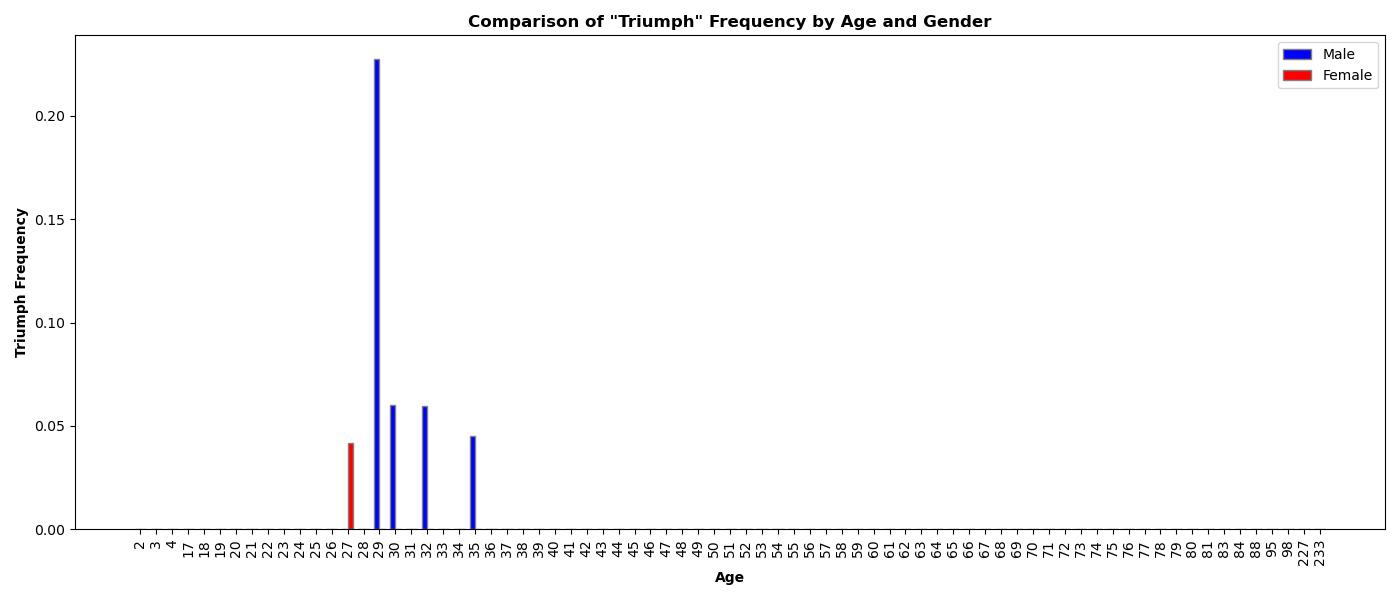 Comparison of "Triumph" Frequency by Age and Gender
Male
Female
Triumph Frequency
0.20
0.15
0.10
0.05
0.00
2 3 4 17 18 19 20 21 22 23 24 25 26 27 28 29 30 31 32 33 34 35 36 37 38 39 40 41 42 43 44 45 46 47 48 49 50 51 52 53 54 55 56 57 58 59 60 61 62 63 64 65 66 67 68 69 70 71 72 73 74 75 76 77 78 79 80 81 83 84 88 95 98 227 233
Age